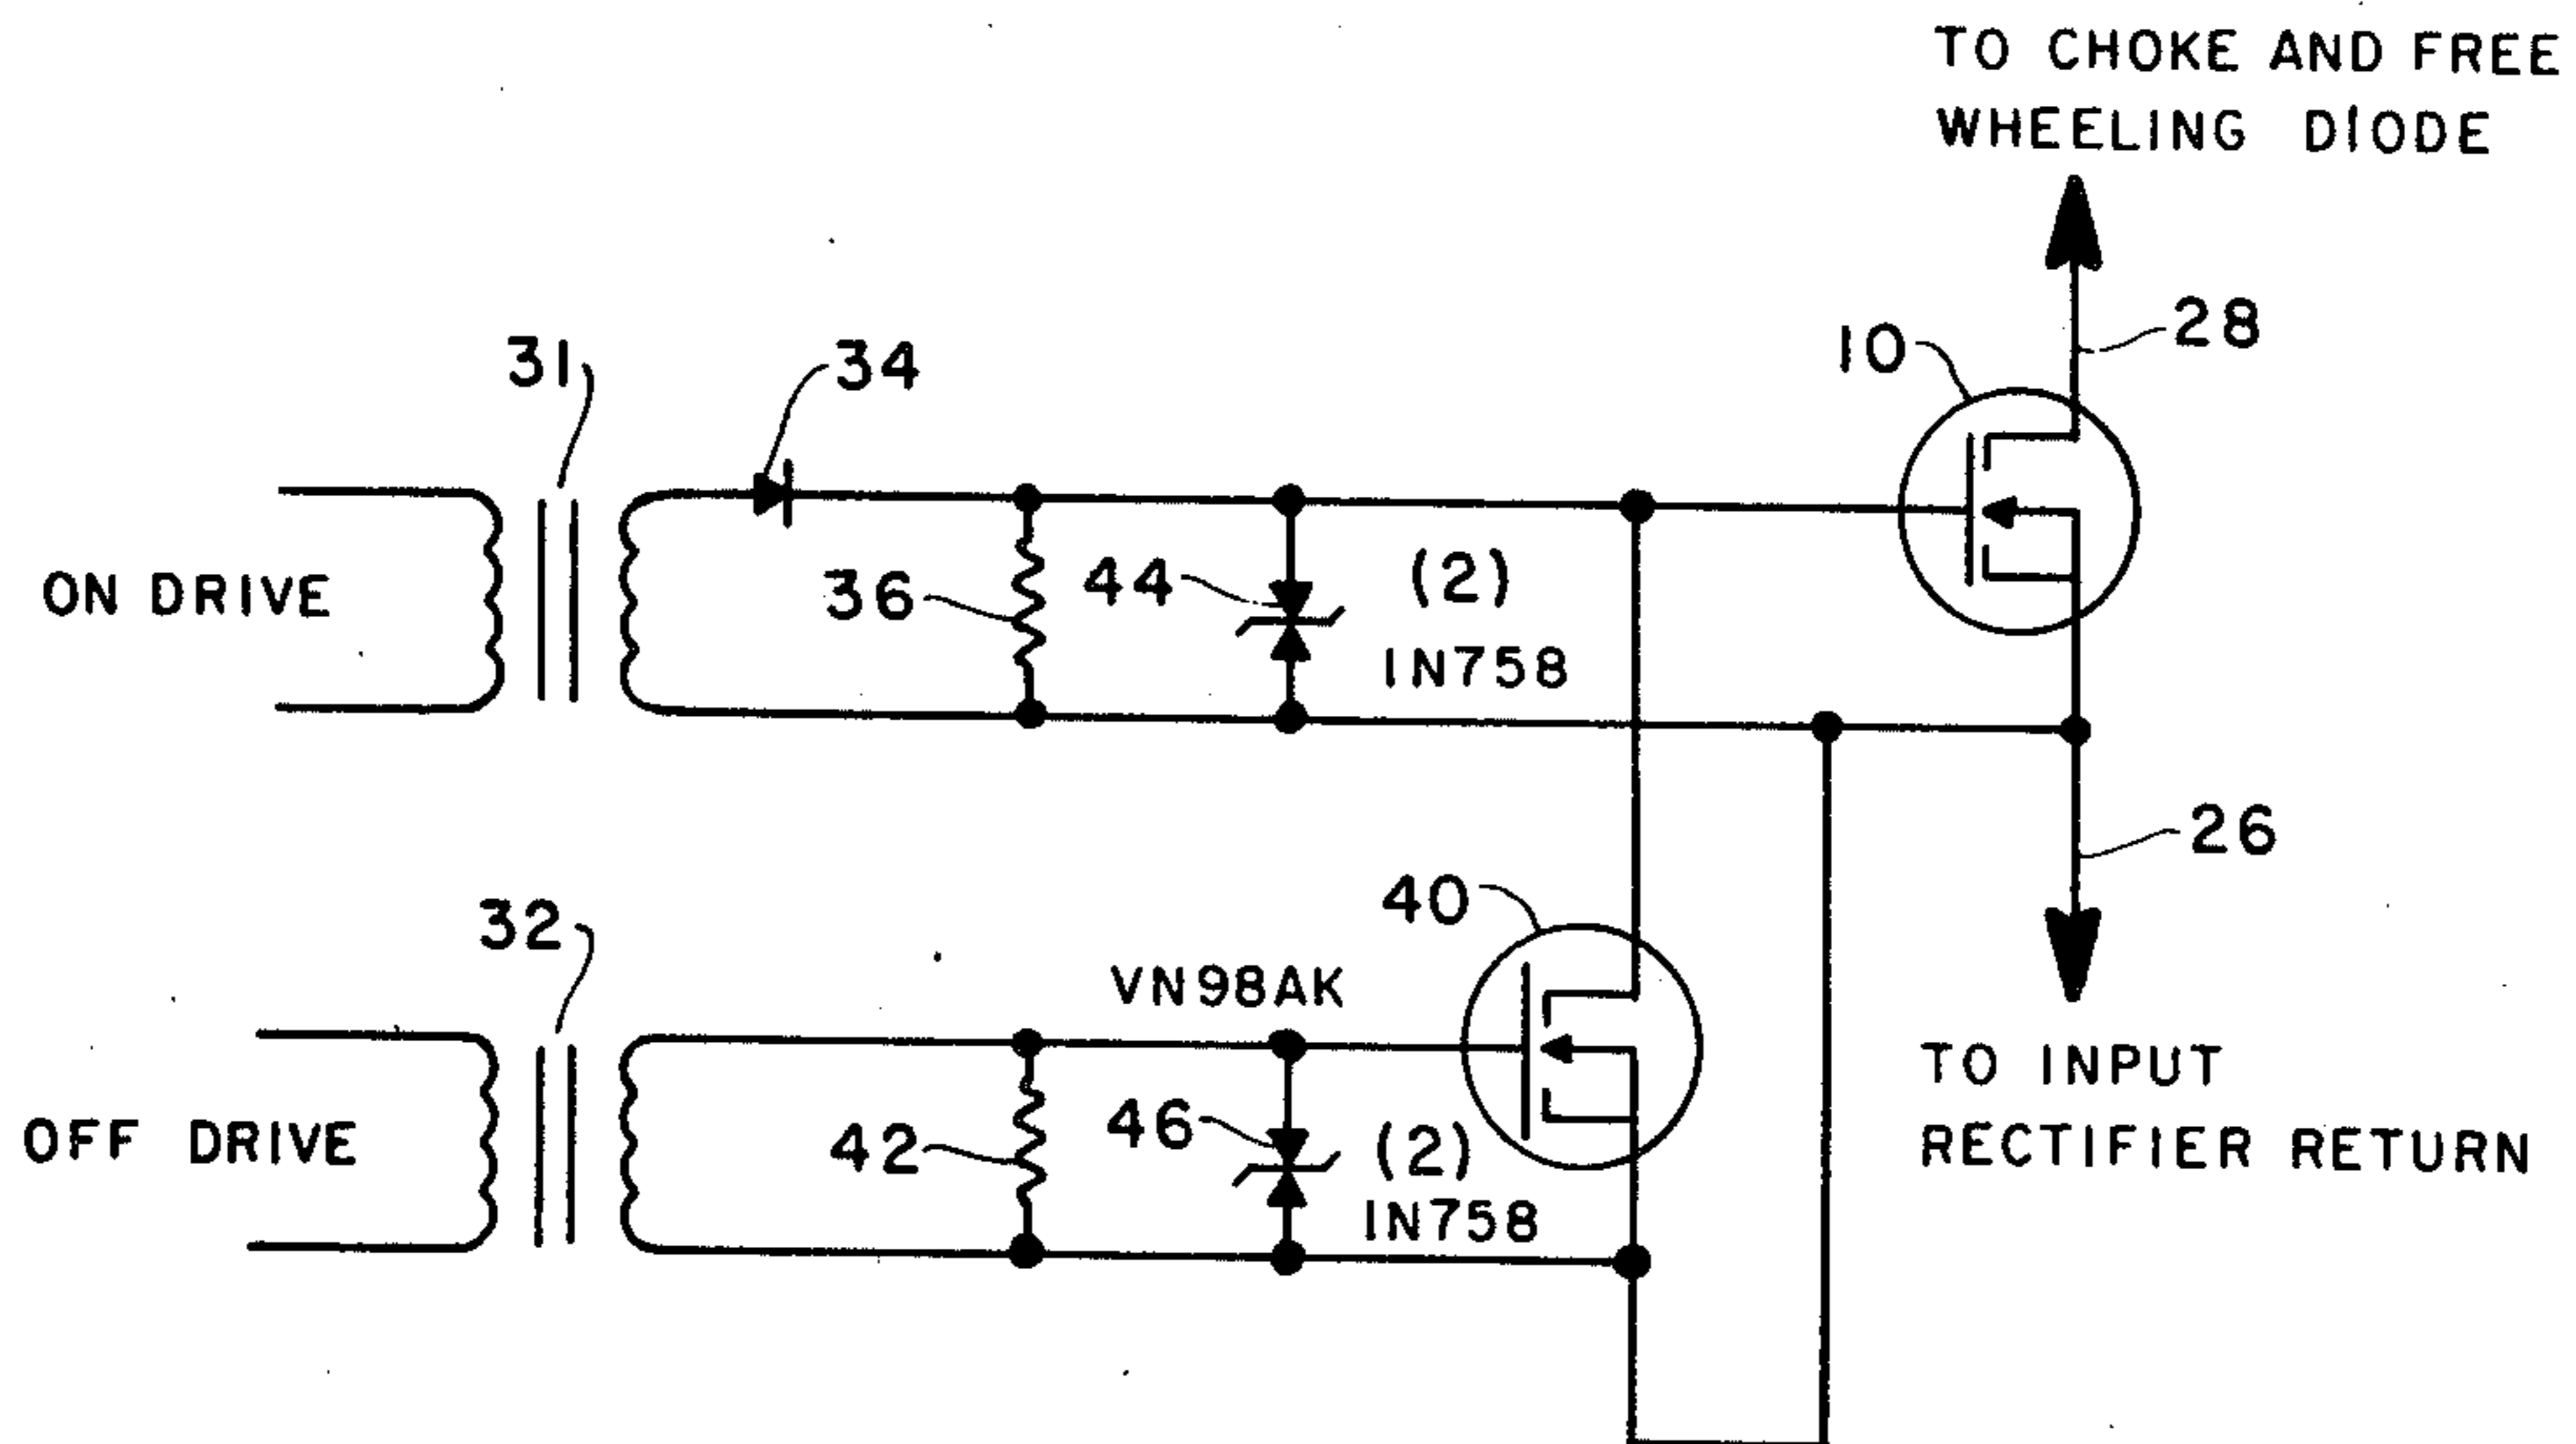 TO CHOKE AND FREE
WHEELING DIODE
28
10
31
34
ON DRIVE
36
44
(2)
IN758
26
40
32
VN98AK
TO INPUT
RECTIFIER RETURN
OFF DRIVE
42
46
(2)
IN758